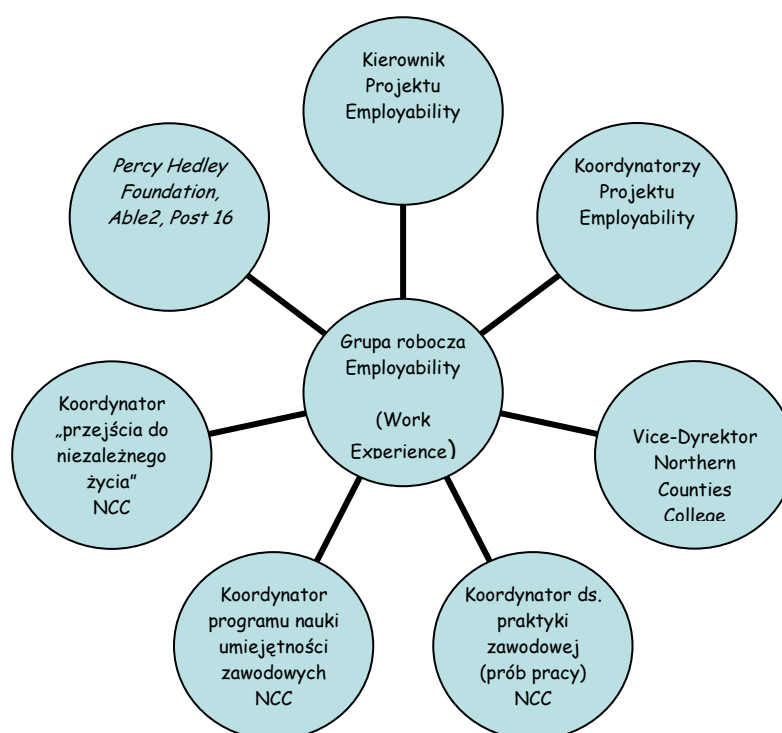 Kierownik
Projektu
Employability
Percy Hedley
Foundation,
Able2, Post 16
Koordynatorzy
Projektu
Employability
Grupa robocza
Employability
(Work
Experience)
Koordynator
„przejścia do
niezależnego
życia”
NCC
Vice-Dyrektor
Northern
Counties
College
Koordynator
programu nauki
umiejętności
zawodowych
NCC
Koordynator ds.
praktyki
zawodowej
(prób pracy)
NCC